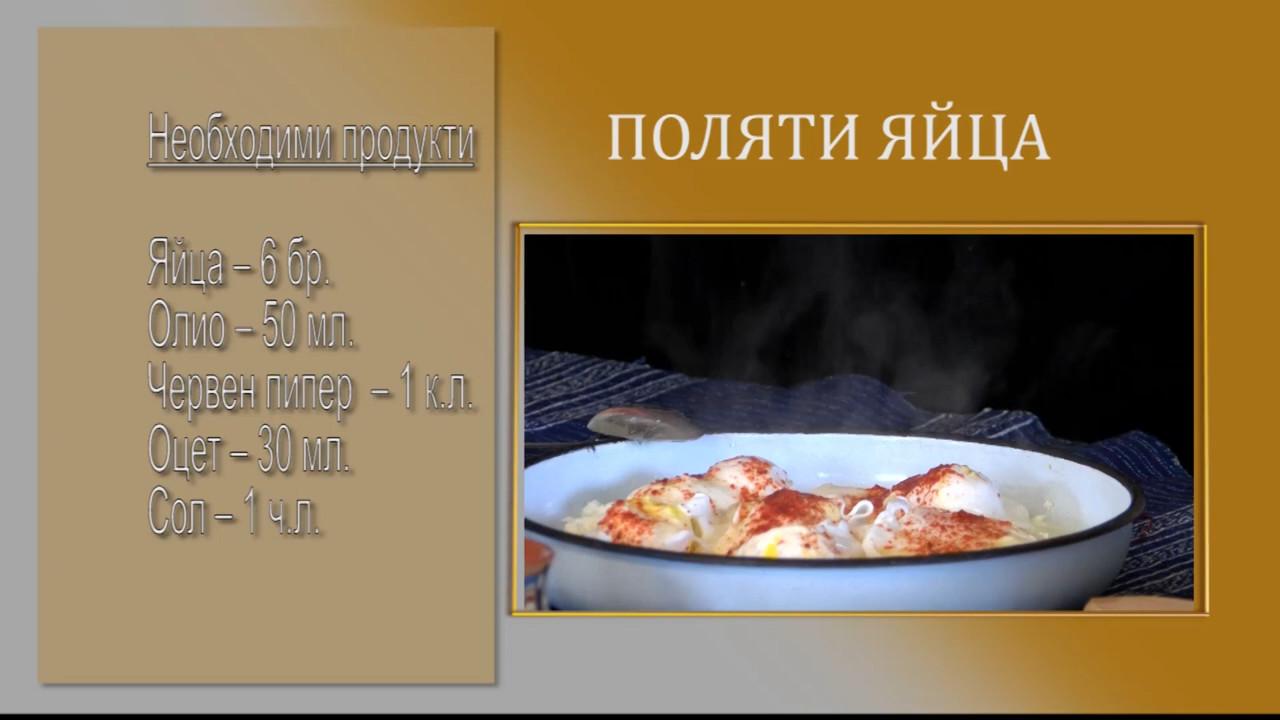 ПОЛЯТИ ЯЙЦА
Необходими продукти
Яйца – 6 бр.
Олио – 50 мл.
Червен пипер – 1 к.л.
Оцет – 30 мл.
Сол – 1 ч.л.